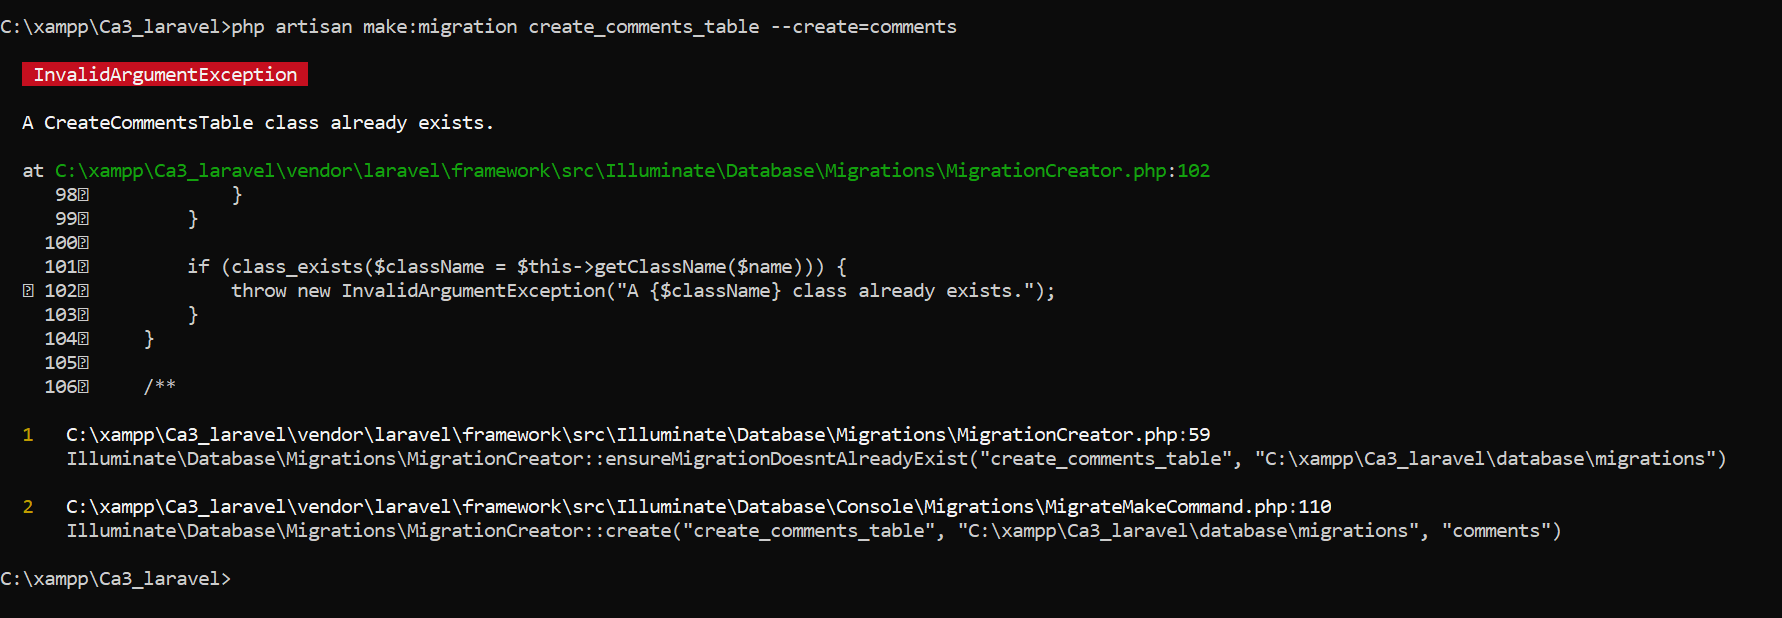 C:\xampp\Ca3_laravel>php artisan make:migration create_comments_table --create=comments
InvalidArgumentException
A CreateCommentsTable class already exists.
at C:\xampp\Ca3_laravel\vendor\laravel\framework\src\Illuminate\Database\Migrations\MigrationCreator.php:102
98⍰             }
99⍰         }
100⍰
101⍰         if (class_exists($className = $this->getClassName($name))) {
⍰ 102⍰             throw new InvalidArgumentException("A {$className} class already exists.");
103⍰         }
104⍰     }
105⍰
106⍰     /**
1   C:\xampp\Ca3_laravel\vendor\laravel\framework\src\Illuminate\Database\Migrations\MigrationCreator.php:59
Illuminate\Database\Migrations\MigrationCreator::ensureMigrationDoesntAlreadyExist("create_comments_table", "C:\xampp\Ca3_laravel\database\migrations")
2   C:\xampp\Ca3_laravel\vendor\laravel\framework\src\Illuminate\Database\Console\Migrations\MigrateMakeCommand.php:110
Illuminate\Database\Migrations\MigrationCreator::create("create_comments_table", "C:\xampp\Ca3_laravel\database\migrations", "comments")
C:\xampp\Ca3_laravel>